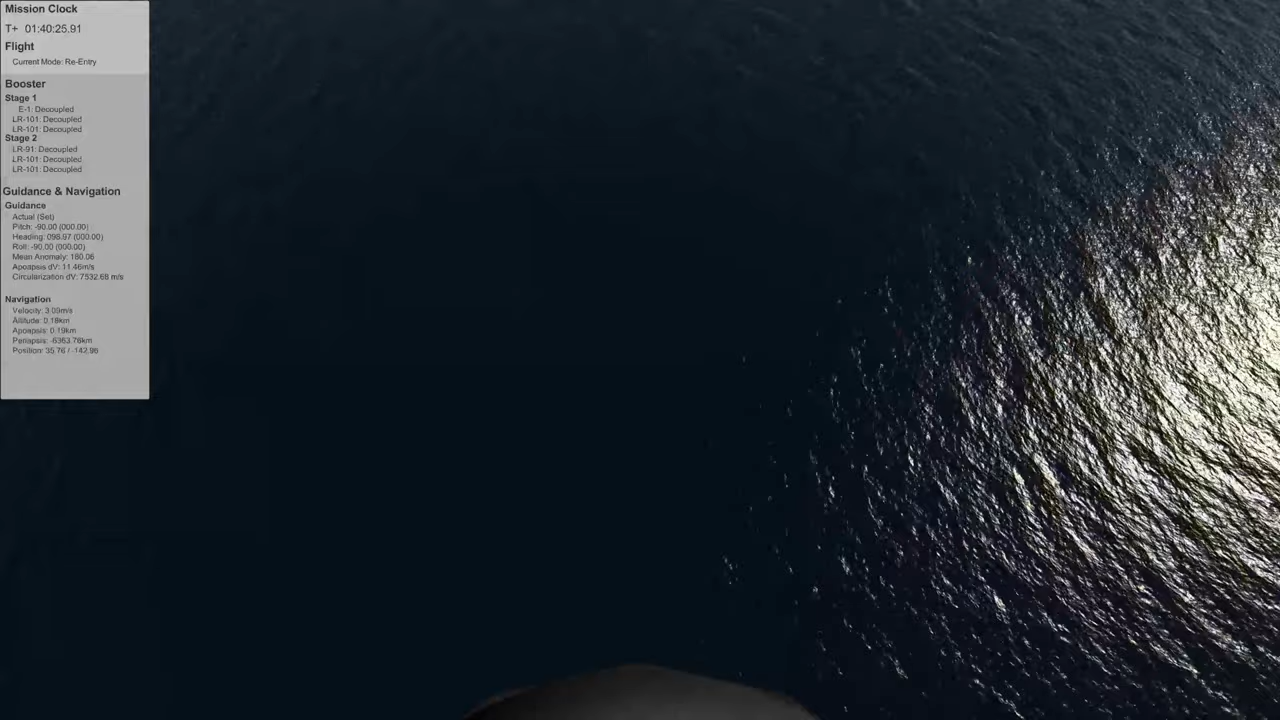 Mission Clock
T+ 01:40:25.91
Flight
Current Mode: Re-Entry
Booster
Stage 1
E-1: Decoupled
LR-101: Decoupled
LR-101: Decoupled
Stage 2
LR-91: Decoupled
LR-101: Decoupled
LR-101: Decoupled
Guidance & Navigation
Guidance
Actual (Set)
Pitch: -90.00 (000.00)
Heading: 098.97 (000.00)
Roll: -90.00 (000.00)
Mean Anomaly: 180.06
Apoapsis dV: 11.46m/s
Circularization dV: 7532.68 m/s
Navigation
Velocity: 3.09m/s
Altitude: 0.18km
Apoapsis: 0.19km
Periapsis: -6363.76km
Position: 35.76 / -142.96